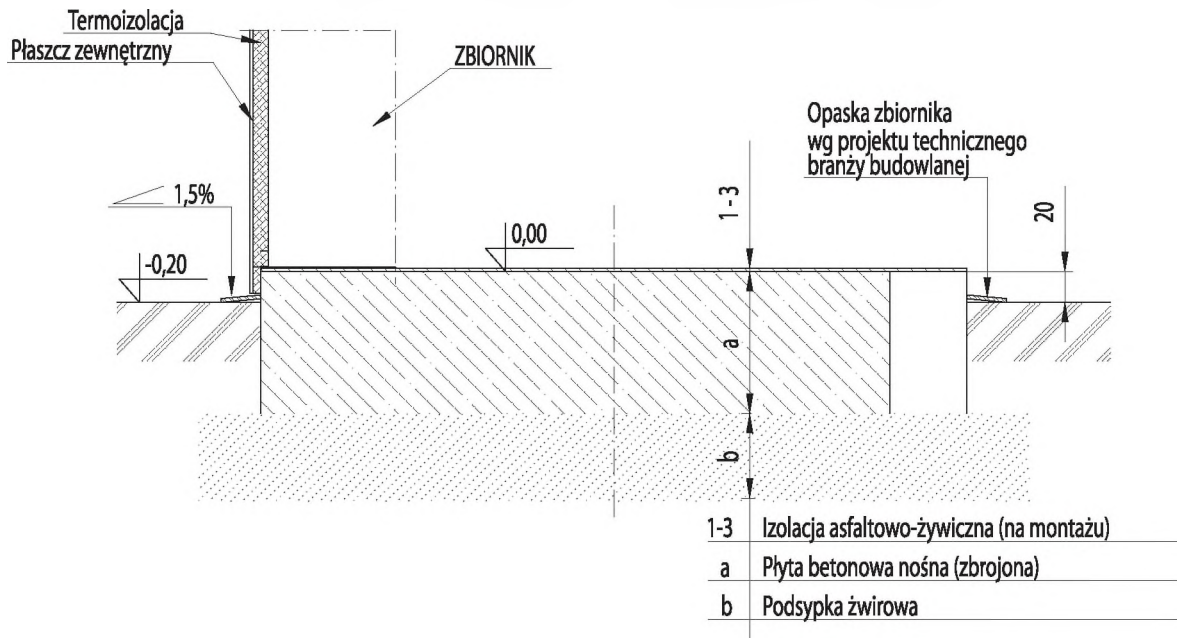 Termoizolacja
Płaszcz zewnętrzny
ZBIORNIK
Opaska zbiornika
wg projektu technicznego
branży budowlanej
1,5%
1-3
20
0,00
-0,20
a
b
1-3 Izolacja asfaltowo-żywiczna (na montażu)
a Płyta betonowa nośna (zbrojona)
b Podsypka żwirowa